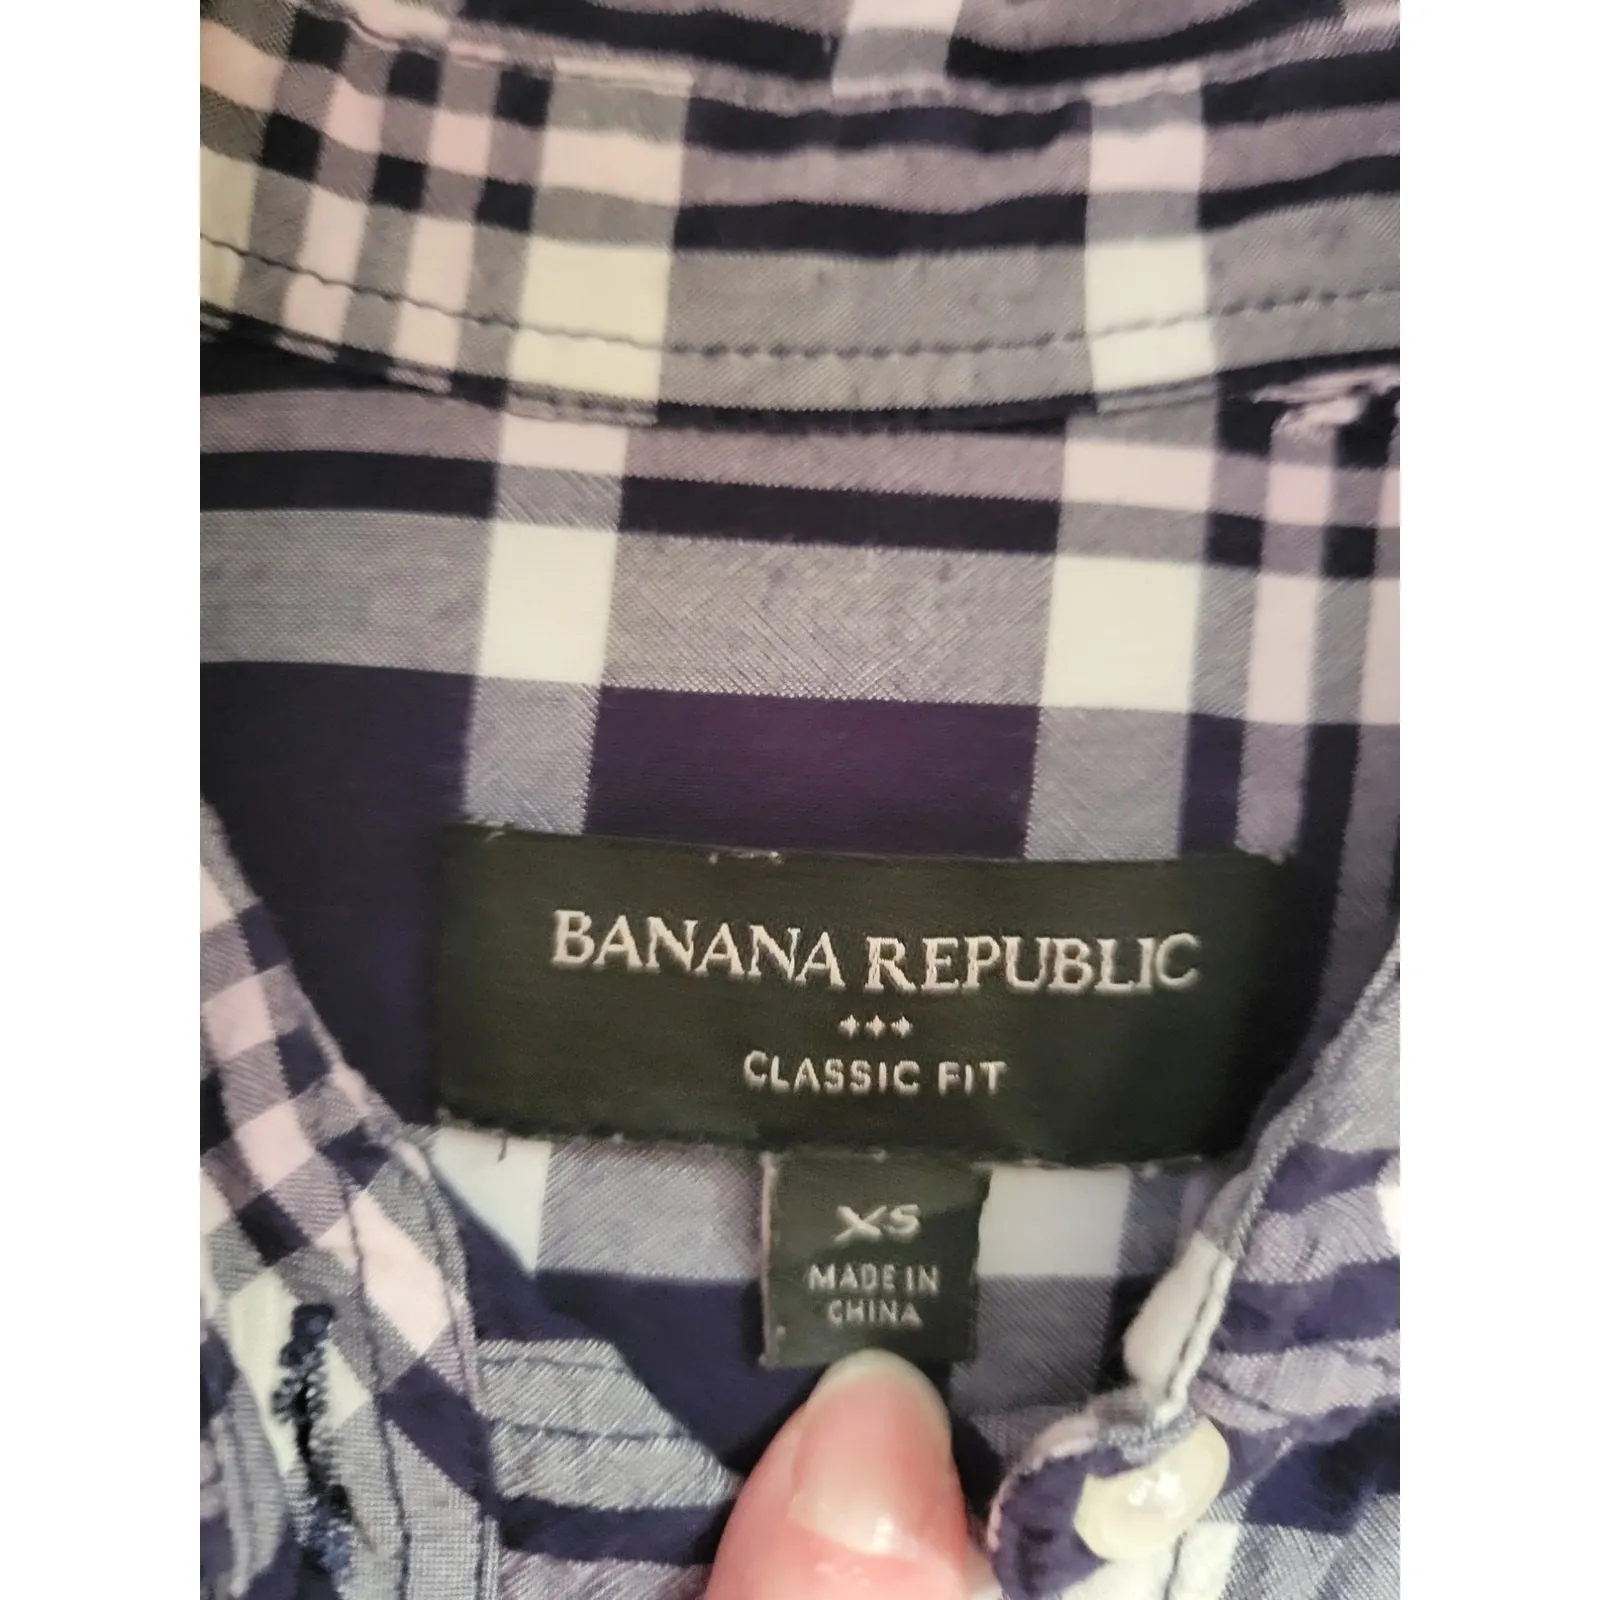 BANANA REPUBLIC
CLASSIC FIT
XS
MADE IN
CHINA